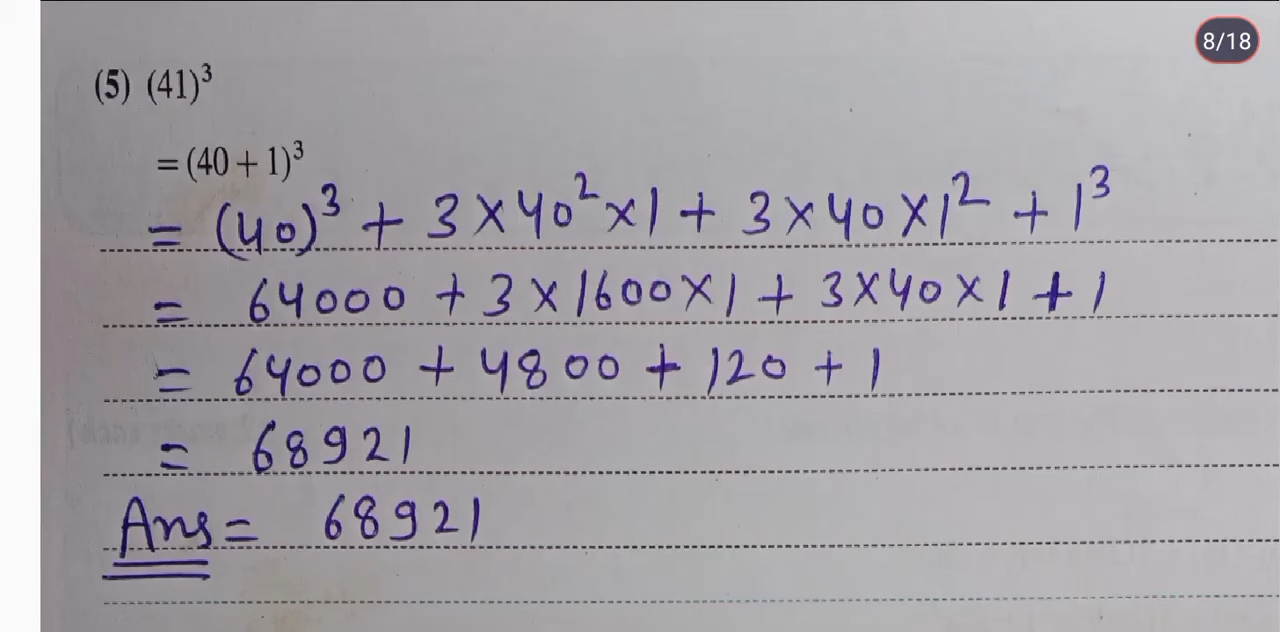 8/18
(5) (41)³
= (40 + 1)³
= (40)³ + 3 × 40² × 1 + 3 × 40 × 1² + 1³
= 64000 + 3 × 1600 × 1 + 3 × 40 × 1 + 1
= 64000 + 4800 + 120 + 1
= 68921
Ans = 68921